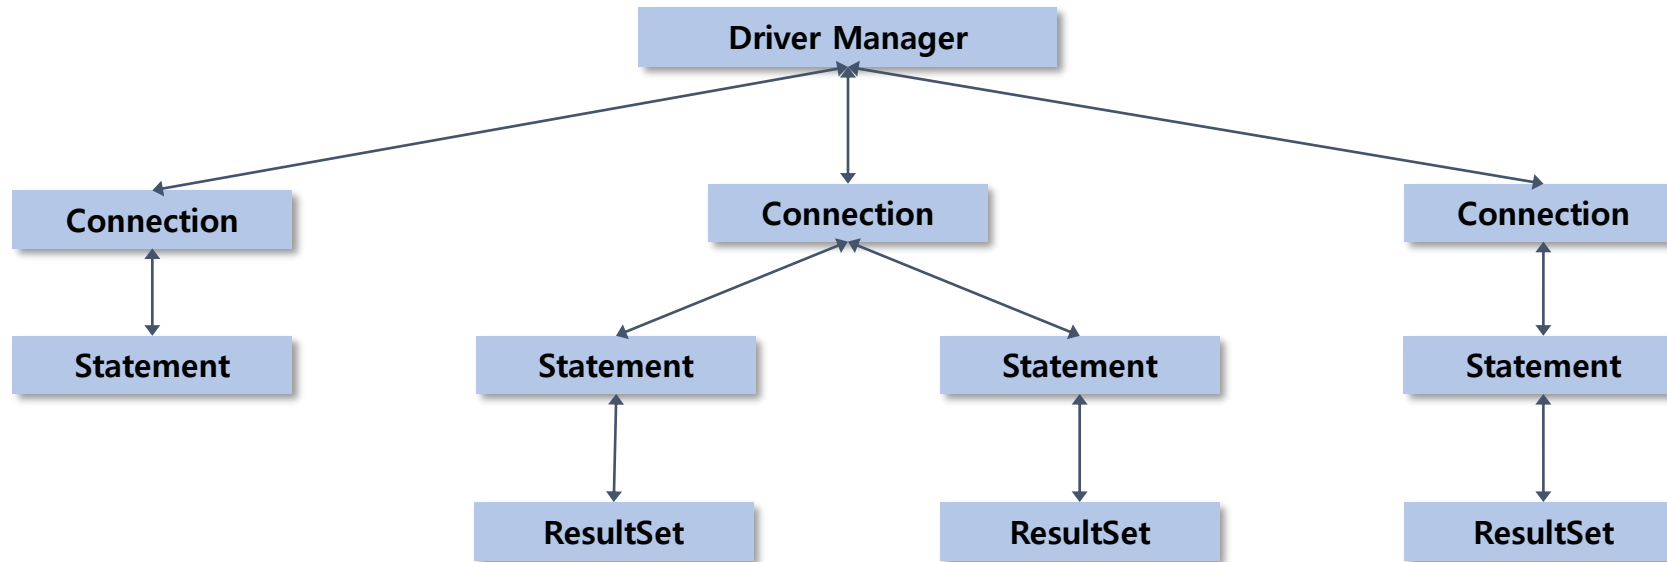 Driver Manager
Connection
Connection
Connection
Statement
Statement
Statement
Statement
ResultSet
ResultSet
ResultSet